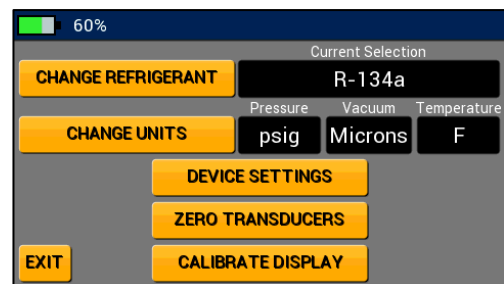 60%
Current Selection
CHANGE REFRIGERANT R-134a
Pressure Vacuum Temperature
CHANGE UNITS psig Microns F
DEVICE SETTINGS
ZERO TRANSDUCERS
EXIT CALIBRATE DISPLAY